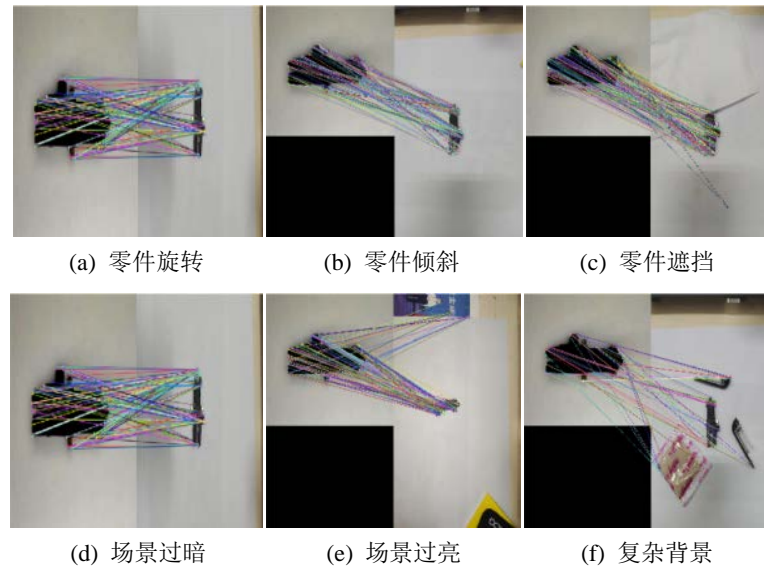 (a) 零件旋转
(b) 零件倾斜
(c) 零件遮挡
(d) 场景过暗
(e) 场景过亮
(f) 复杂背景